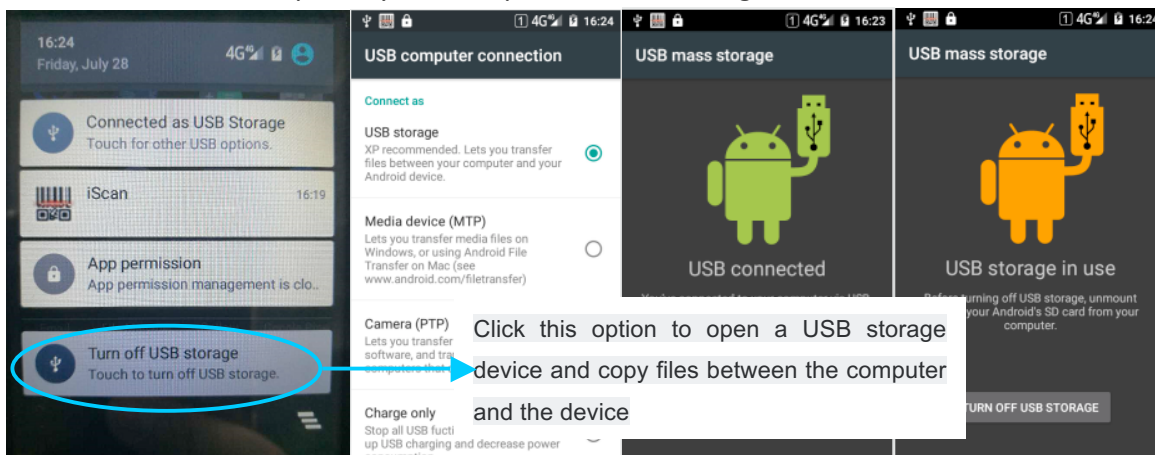 16:24
Friday, July 28
4G
Connected as USB Storage
Touch for other USB options.
iScan
16:19
App permission
App permission management is clo..
Turn off USB storage
Touch to turn off USB storage.
1 4G 16:24
USB computer connection
Connect as
USB storage
XP recommended. Lets you transfer
files between your computer and your
Android device.
Media device (MTP)
Lets you transfer media files on
Windows, or using Android File
Transfer on Mac (see
www.android.com/filetransfer)
Camera (PTP)
Lets you transfer
software, and
computers that
Charge only
Stop all USB fucti
up USB charging and decrease power
1 4G 16:23
USB mass storage
USB connected
1 4G 16:24
USB mass storage
USB storage in use
Before turning off USB storage, unmount
your Android's SD card from your
computer.
TURN OFF USB STORAGE
Click this option to open a USB storage
device and copy files between the computer
and the device